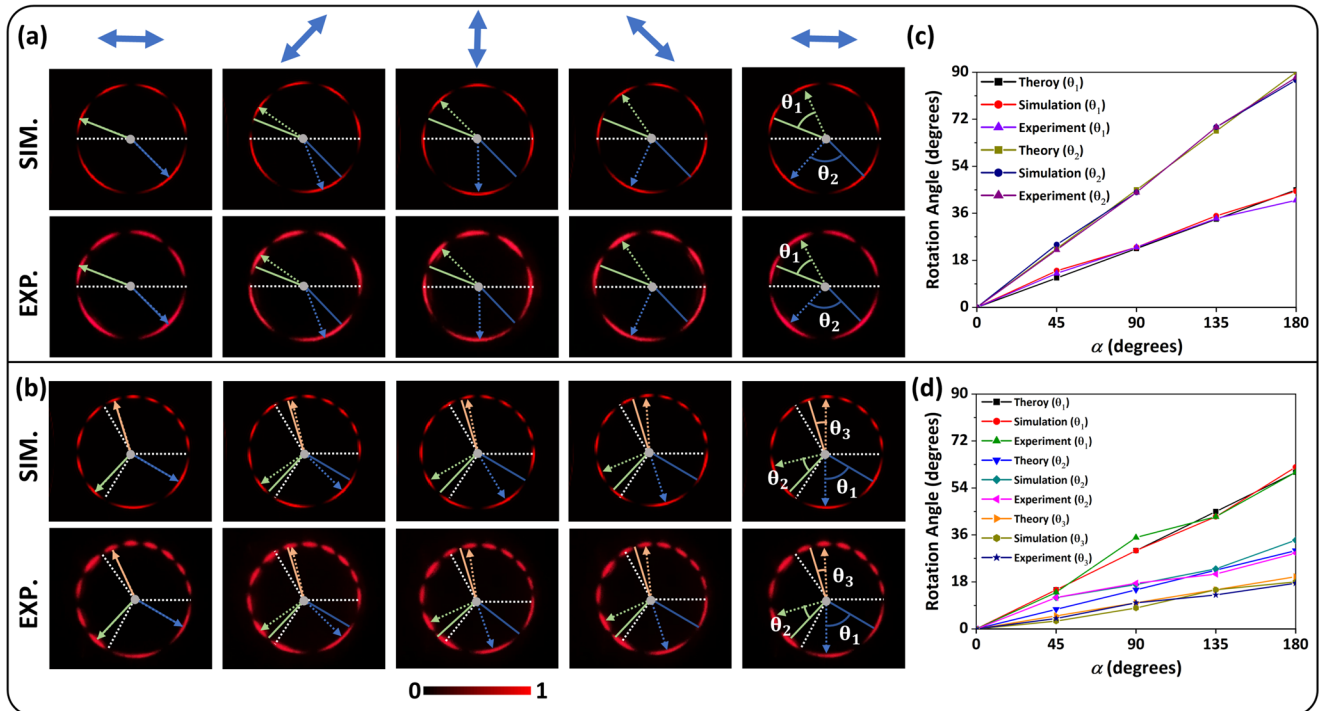 (a)
SIM.
θ1
θ2
EXP.
θ1
θ2
(c)
Rotation Angle (degrees)
90
72
54
36
18
0
Theroy (θ1)
Simulation (θ1)
Experiment (θ1)
Theory (θ2)
Simulation (θ2)
Experiment (θ2)
0 45 90 135 180
α (degrees)
(b)
SIM.
θ3
θ2
θ1
EXP.
θ3
θ2
θ1
0 1
(d)
Rotation Angle (degrees)
90
72
54
36
18
0
Theroy (θ1)
Simulation (θ1)
Experiment (θ1)
Theory (θ2)
Simulation (θ2)
Experiment (θ2)
Theory (θ3)
Simulation (θ3)
Experiment (θ3)
0 45 90 135 180
α (degrees)